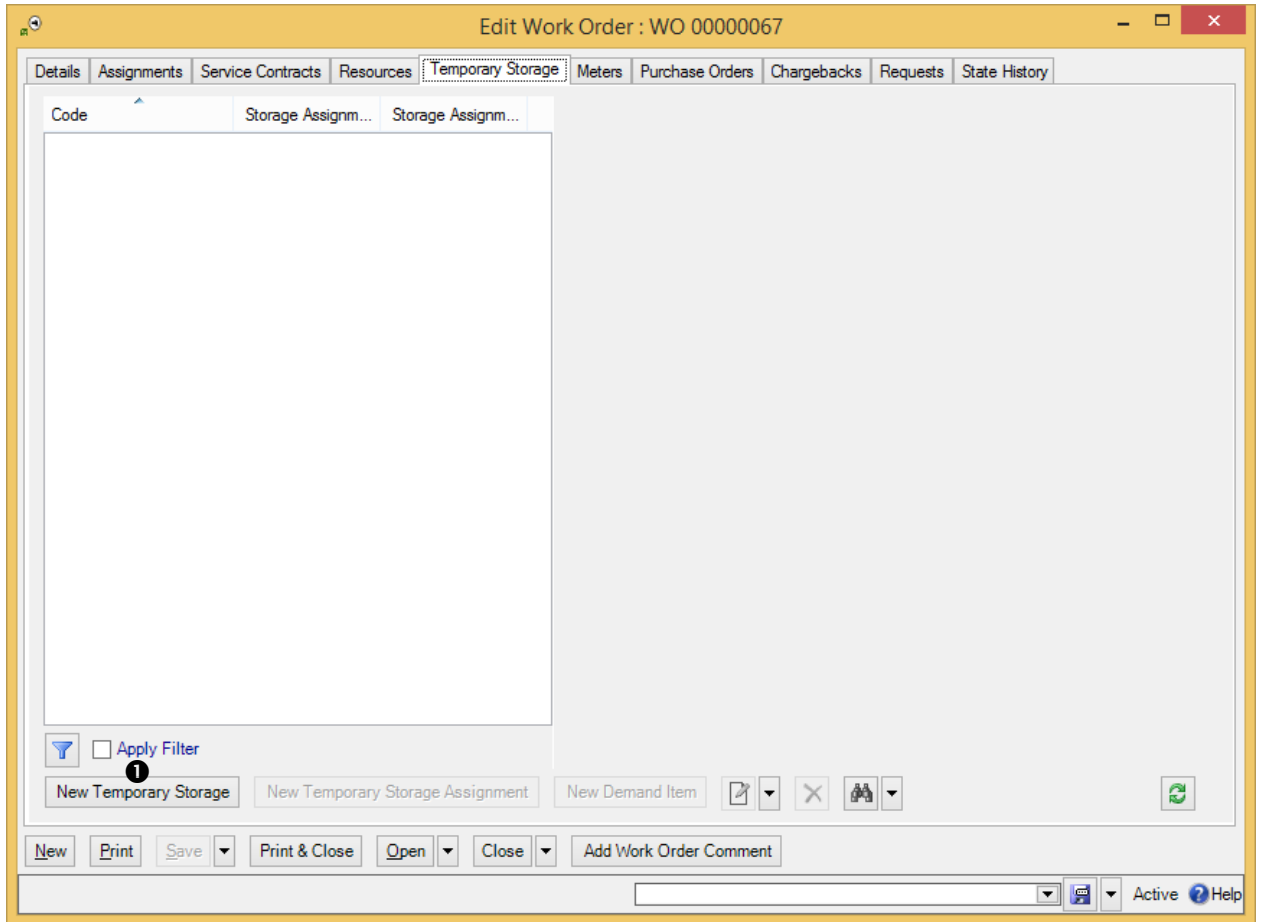 Edit Work Order : WO 00000067
Details Assignments Service Contracts Resources Temporary Storage Meters Purchase Orders Chargebacks Requests State History
Code Storage Assignm... Storage Assignm...
Apply Filter
1
New Temporary Storage New Temporary Storage Assignment New Demand Item
New Print Save Print & Close Open Close Add Work Order Comment
Active Help